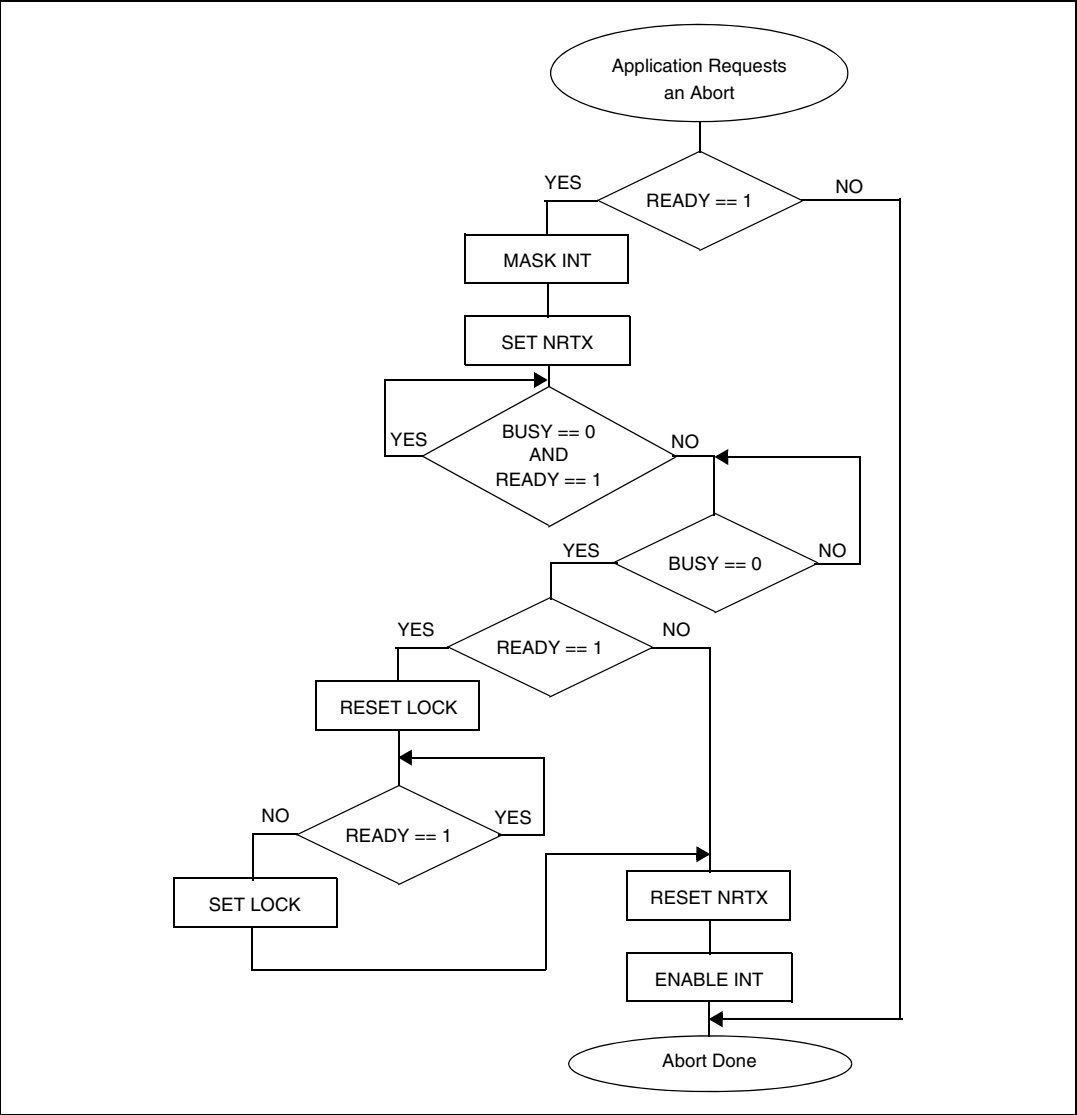 Application Requests
an Abort
YES
READY == 1
NO
MASK INT
SET NRTX
YES
BUSY == 0
AND
READY == 1
NO
YES
BUSY == 0
NO
YES
READY == 1
NO
RESET LOCK
NO
READY == 1
YES
SET LOCK
RESET NRTX
ENABLE INT
Abort Done